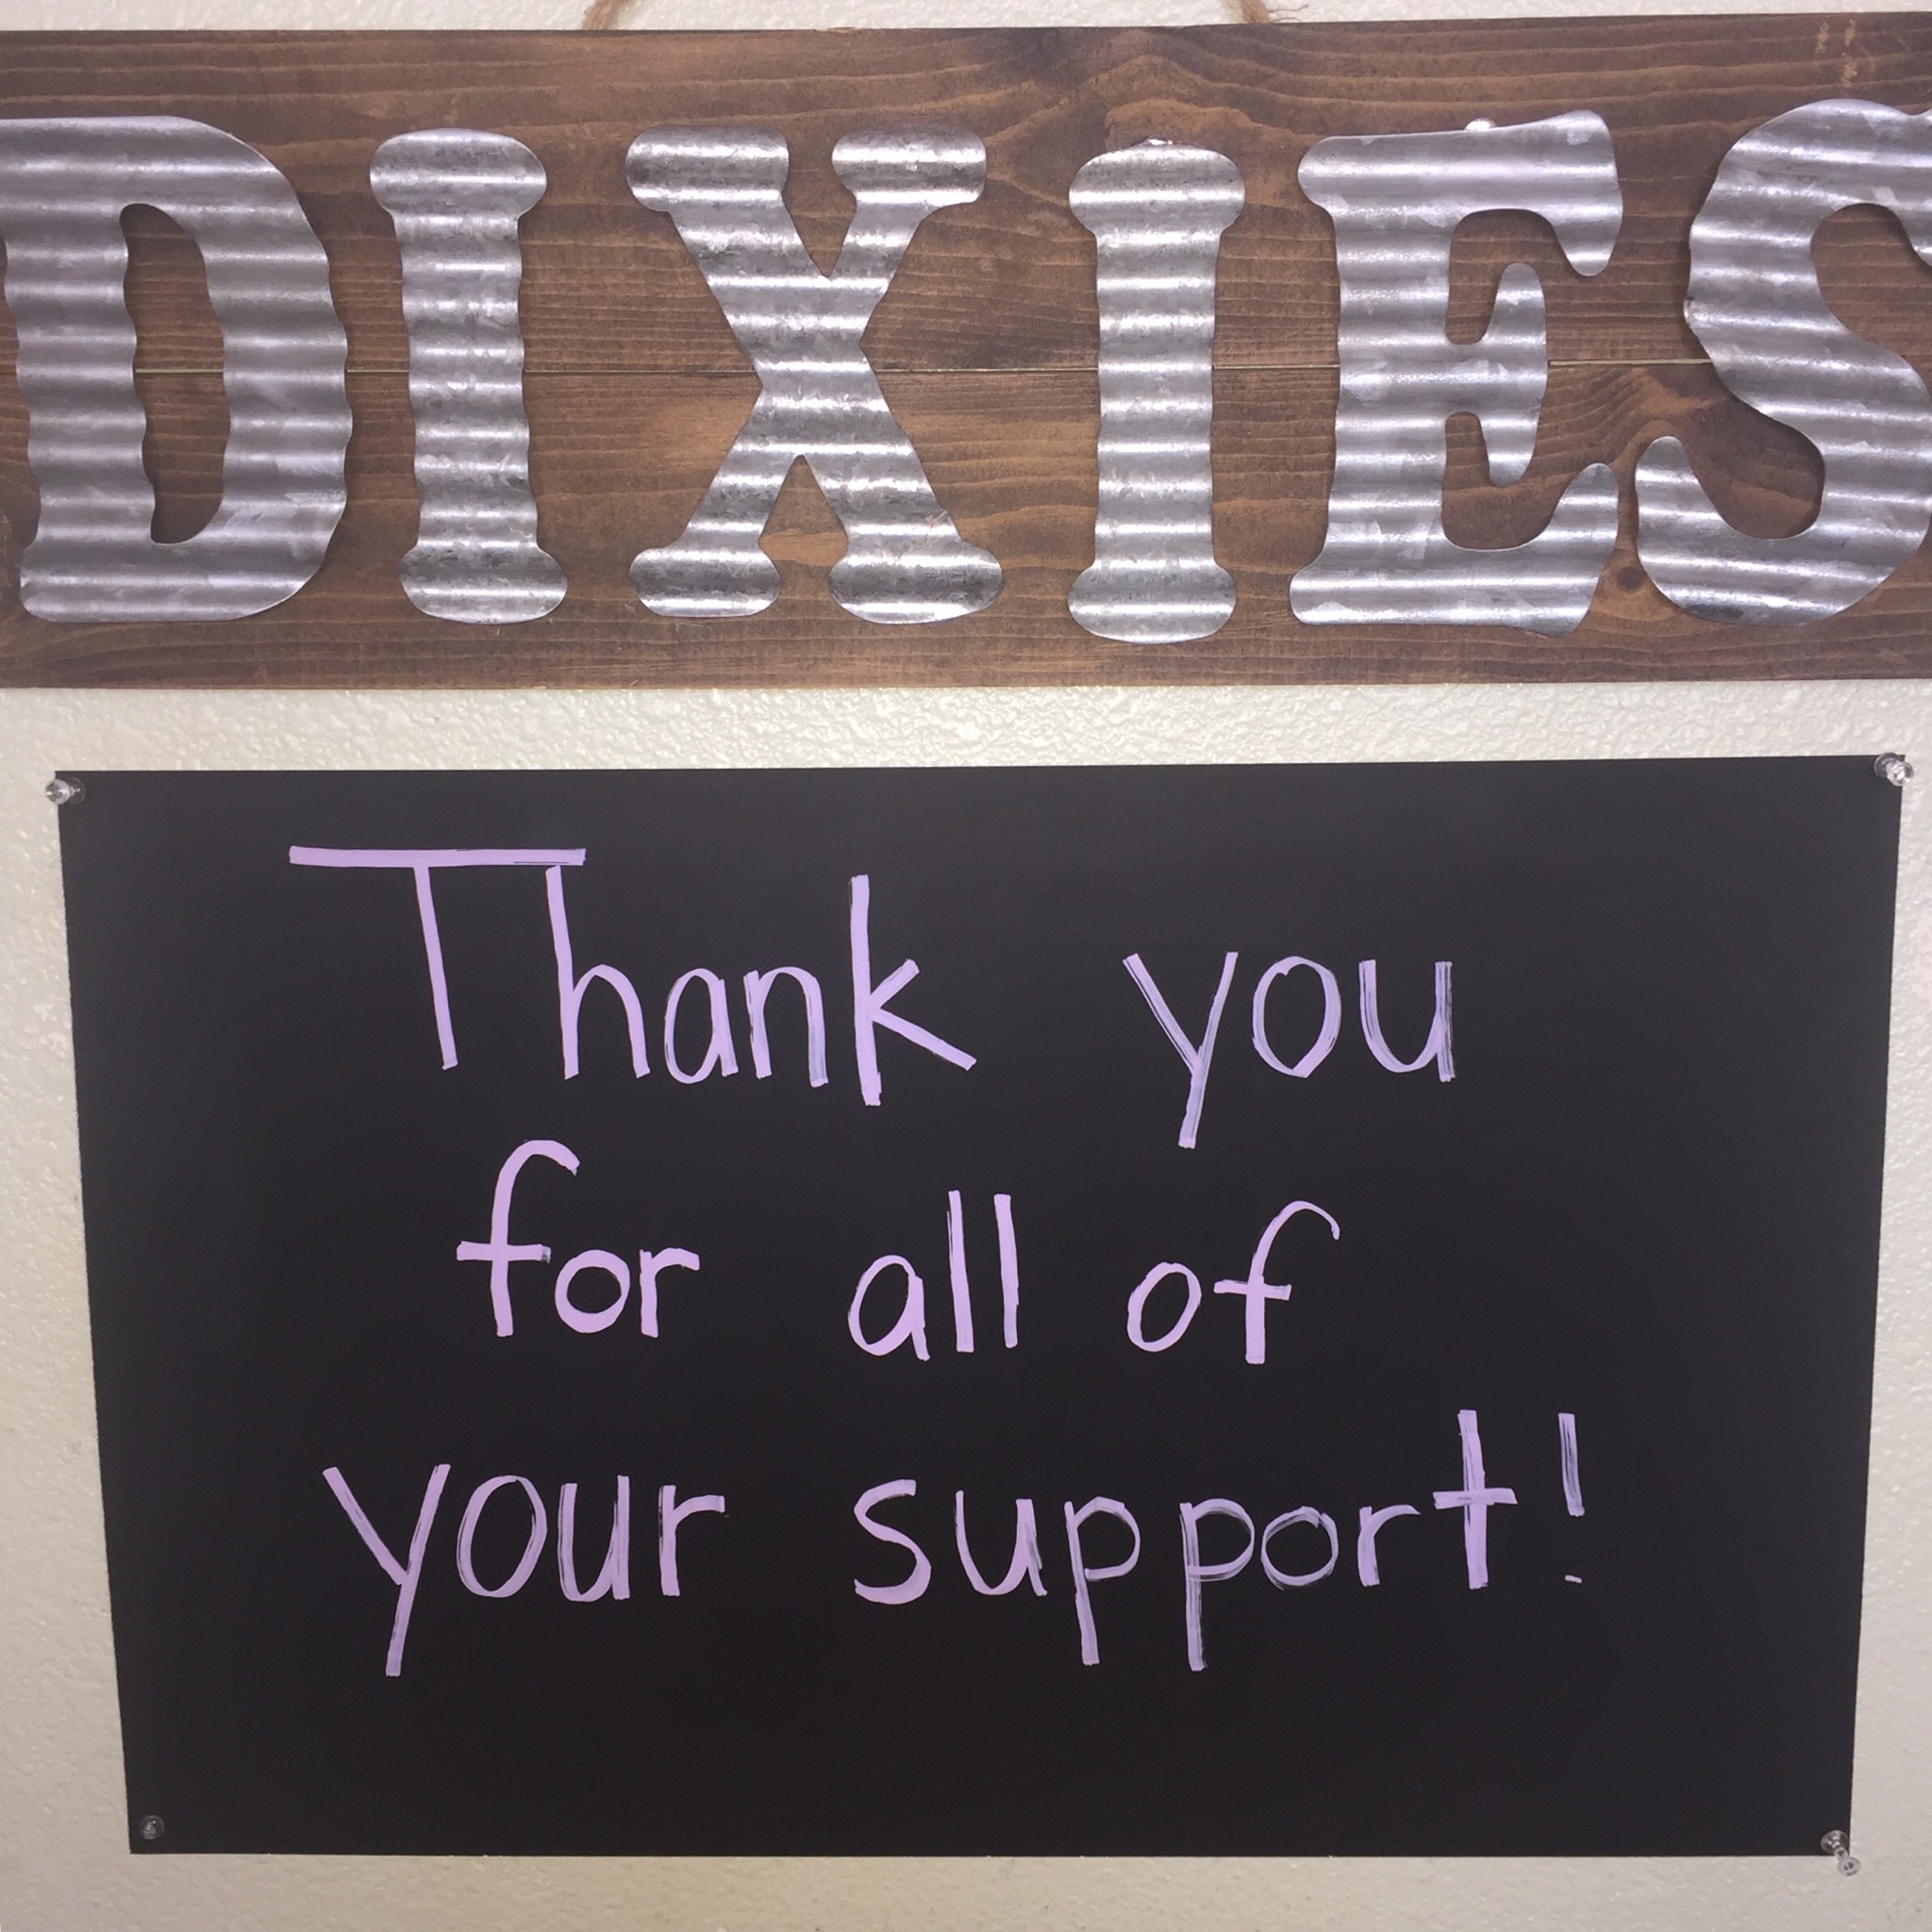 DIXIES
Thank you
for all of
your support!